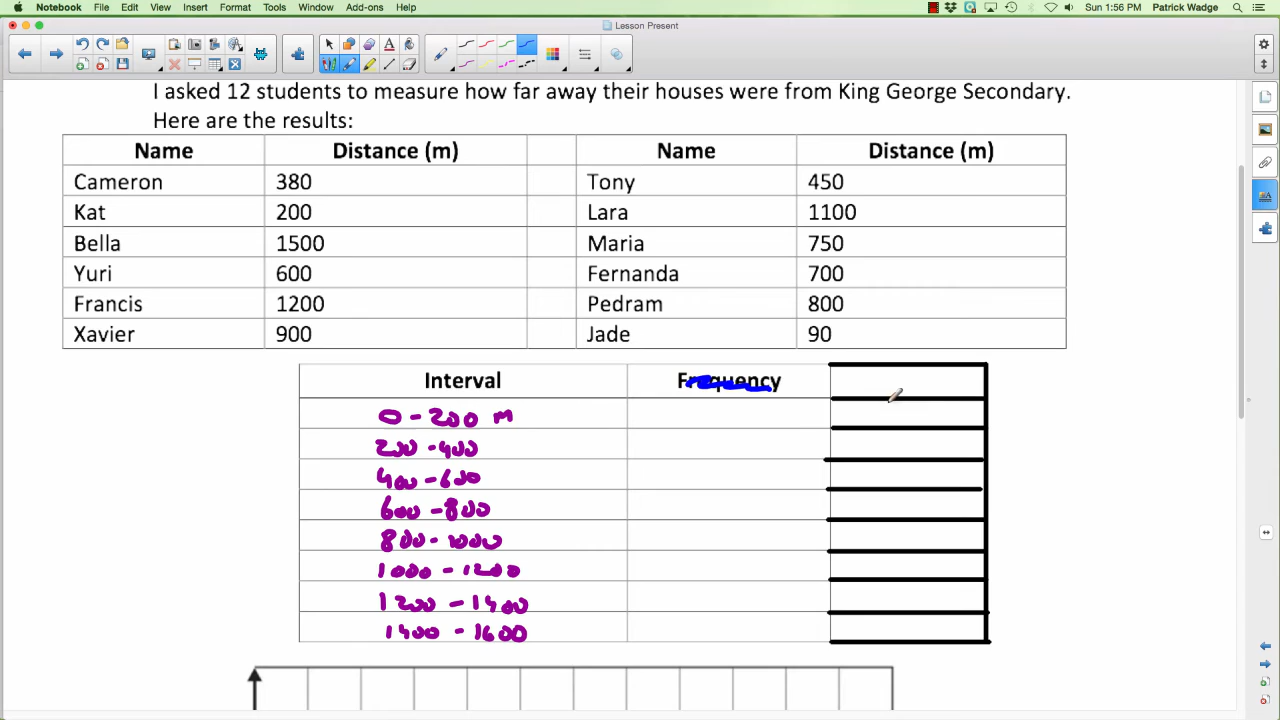 Notebook File Edit View Insert Format Tools Window Add-ons Help Sun 1:56 PM Patrick Wadge
Lesson Present
I asked 12 students to measure how far away their houses were from King George Secondary.
Here are the results:
Name Distance (m) Name Distance (m)
Cameron 380 Tony 450
Kat 200 Lara 1100
Bella 1500 Maria 750
Yuri 600 Fernanda 700
Francis 1200 Pedram 800
Xavier 900 Jade 90
Interval Frequency
0 - 200 m
200 - 400
400 - 600
600 - 800
800 - 1000
1000 - 1200
1200 - 1400
1400 - 1600